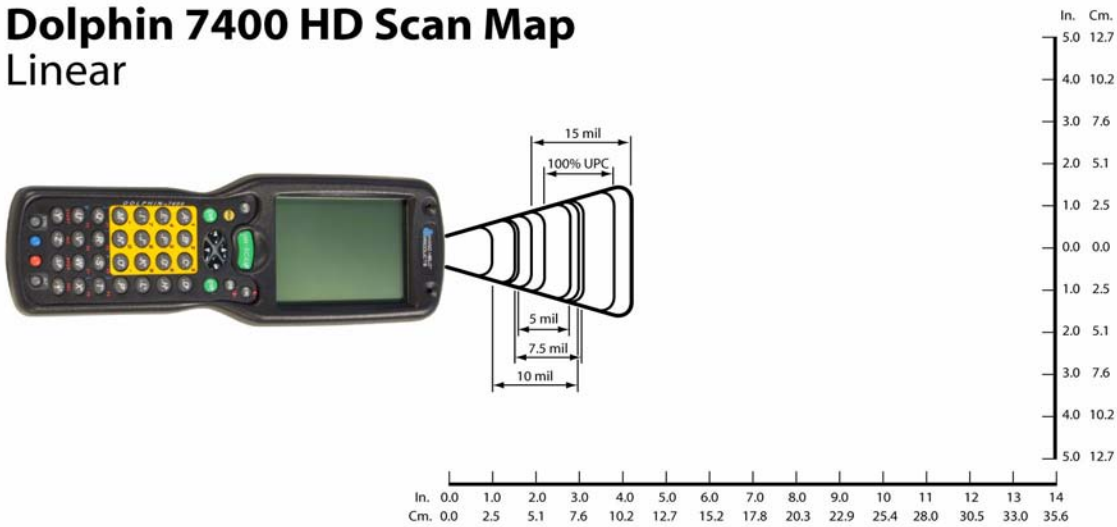 Dolphin 7400 HD Scan Map
Linear
In. Cm.
5.0 12.7
4.0 10.2
3.0 7.6
2.0 5.1
1.0 2.5
0.0 0.0
1.0 2.5
2.0 5.1
3.0 7.6
4.0 10.2
5.0 12.7
15 mil
100% UPC
DOLPHIN 7400
5 mil
7.5 mil
10 mil
In. 0.0 1.0 2.0 3.0 4.0 5.0 6.0 7.0 8.0 9.0 10 11 12 13 14
Cm. 0.0 2.5 5.1 7.6 10.2 12.7 15.2 17.8 20.3 22.9 25.4 28.0 30.5 33.0 35.6